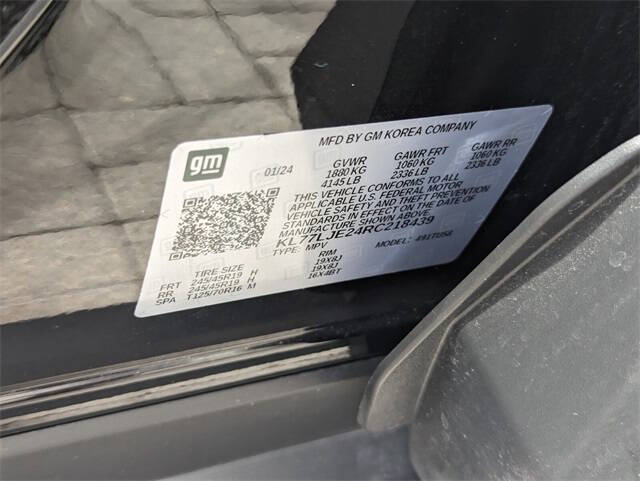 MFD BY GM KOREA COMPANY
gm
01/24
GVWR GAWR FRT GAWR RR
1880 KG 1060 KG 1060 KG
4145 LB 2336 LB 2336 LB
THIS VEHICLE CONFORMS TO ALL
APPLICABLE U.S. FEDERAL MOTOR
VEHICLE SAFETY AND THEFT PREVENTION
STANDARDS IN EFFECT ON THE DATE OF
MANUFACTURE SHOWN ABOVE.
KL77LJE24RC218439
TYPE: MPV MODEL:
TIRE SIZE RIM
FRT 245/45R19 H 19X8J
RR 245/45R19 H 19X8J
SPA T125/70R16 M 16X4BT